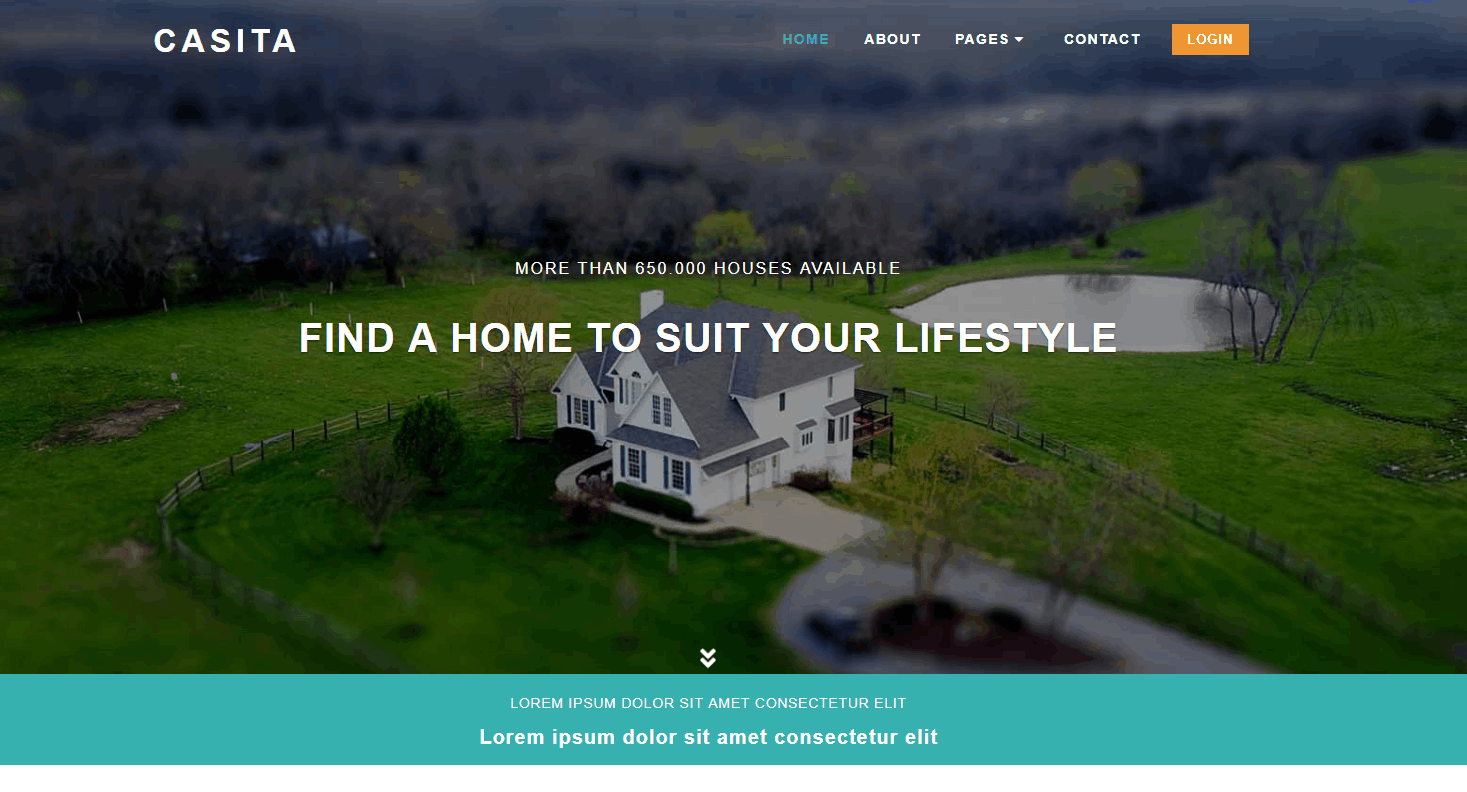 CASITA
HOME ABOUT PAGES CONTACT LOGIN
MORE THAN 650.000 HOUSES AVAILABLE
FIND A HOME TO SUIT YOUR LIFESTYLE
LOREM IPSUM DOLOR SIT AMET CONSECTETUR ELIT
Lorem ipsum dolor sit amet consectetur elit